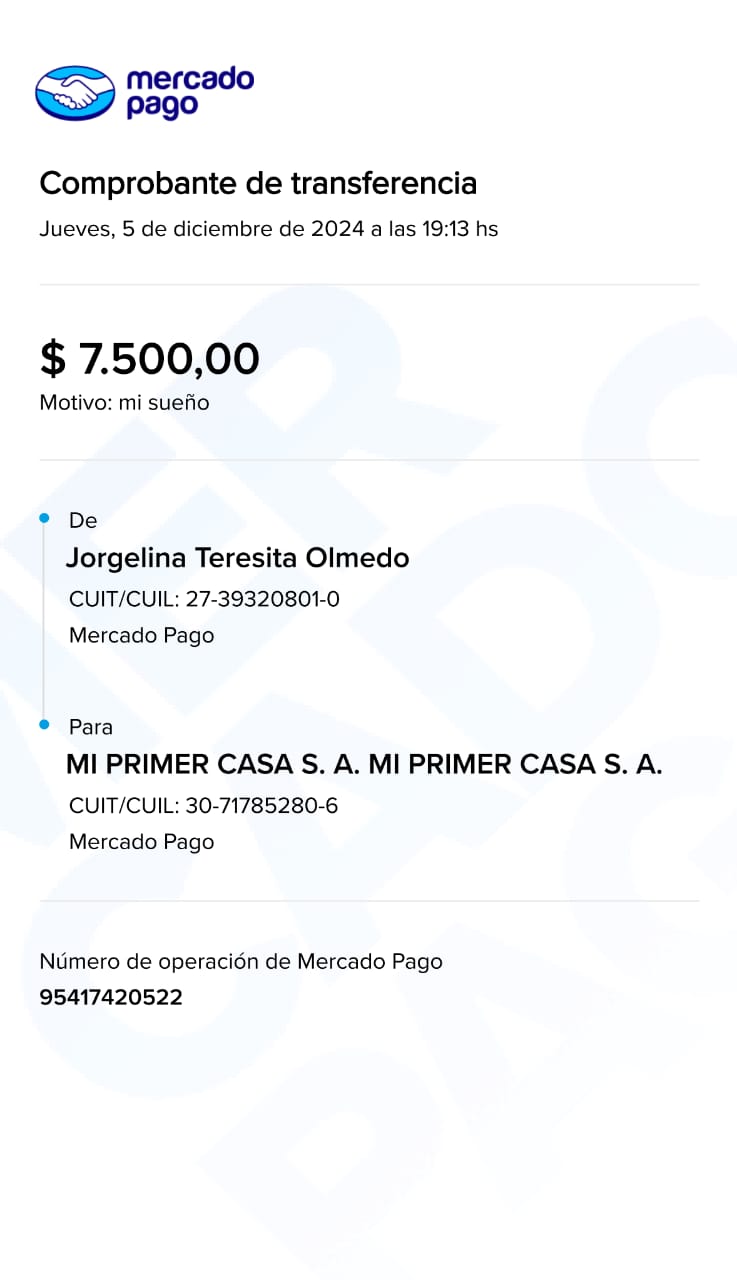 mercado
pago
Comprobante de transferencia
Jueves, 5 de diciembre de 2024 a las 19:13 hs
$ 7.500,00
Motivo: mi sueño
De
Jorgelina Teresita Olmedo
CUIT/CUIL: 27-39320801-0
Mercado Pago
Para
MI PRIMER CASA S. A. MI PRIMER CASA S. A.
CUIT/CUIL: 30-71785280-6
Mercado Pago
Número de operación de Mercado Pago
95417420522